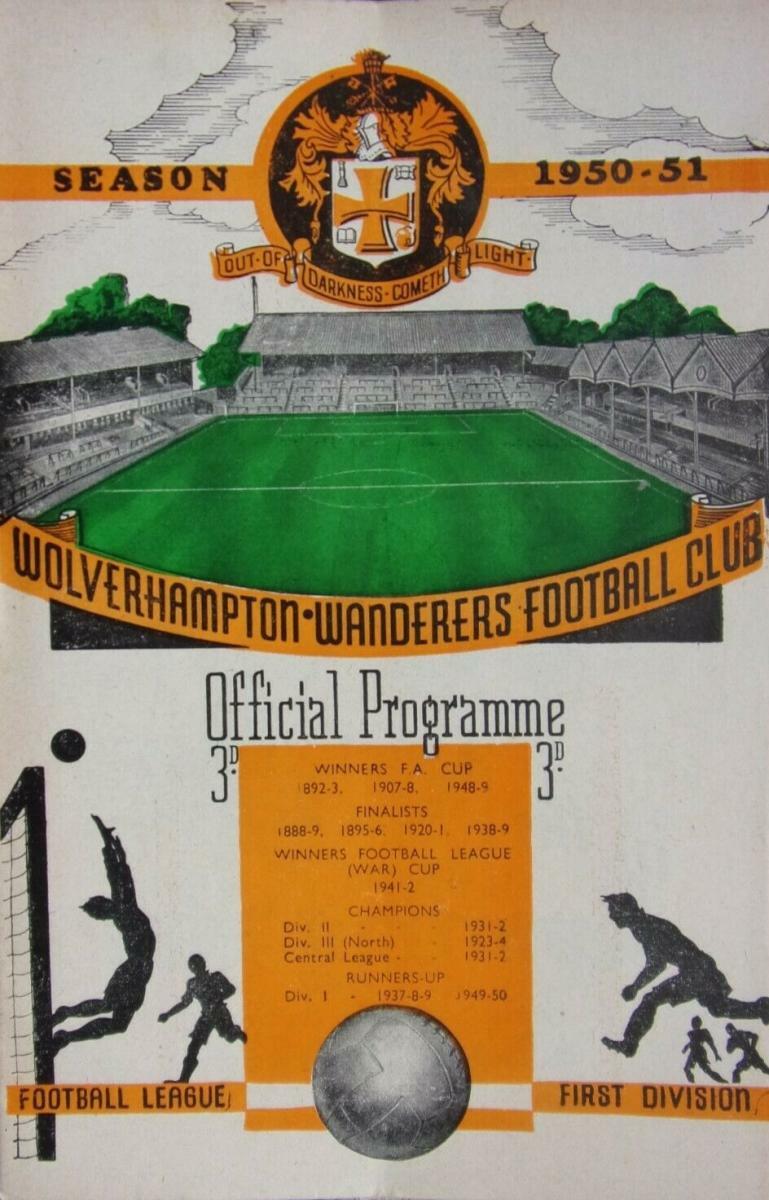 SEASON
1950-51
OUT·OF
DARKNESS·COMETH
LIGHT·
WOLVERHAMPTON·WANDERERS FOOTBALL CLUB
Official Programme
3D.
3D.
WINNERS F.A. CUP
1892-3, 1907-8, 1948-9
FINALISTS
1888-9, 1895-6, 1920-1, 1938-9
WINNERS FOOTBALL LEAGUE
(WAR) CUP
1941-2
CHAMPIONS
Div. II - - - 1931-2
Div. III (North) - 1923-4
Central League - - 1931-2
RUNNERS-UP
Div. I - 1937-8-9 1949-50
FOOTBALL LEAGUE,
FIRST DIVISION,